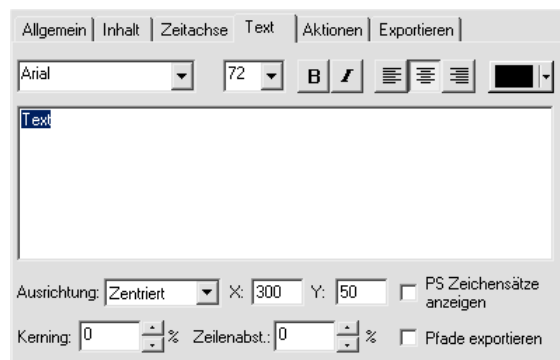 Allgemein Inhalt Zeitachse Text Aktionen Exportieren
Arial 72 B I
Text
Ausrichtung: Zentriert X: 300 Y: 50 PS Zeichensätze
anzeigen
Kerning: 0 % Zeilenabst.: 0 % Pfade exportieren